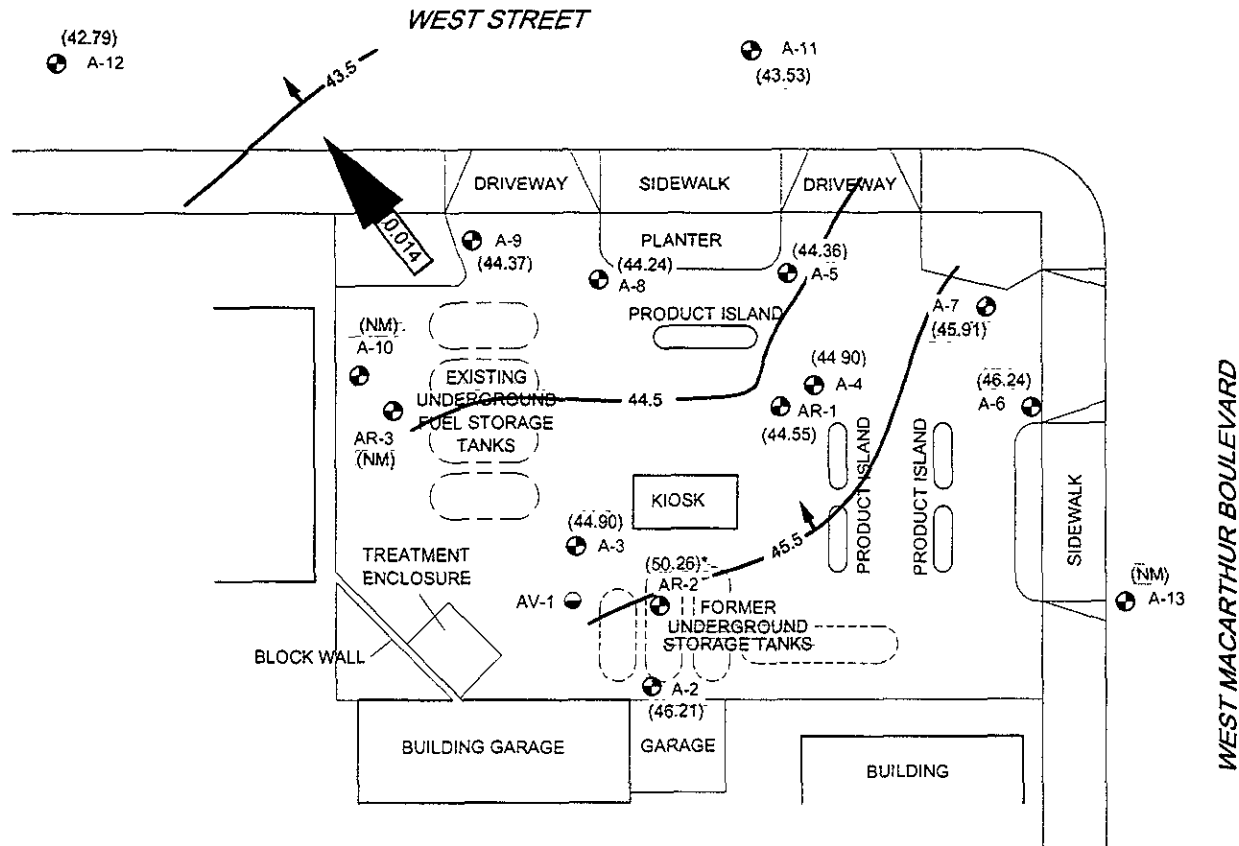 WEST STREET
(42.79)
A-12
43.5
A-11
(43.53)
DRIVEWAY
SIDEWALK
DRIVEWAY
0.014
PLANTER
A-9
(44.37)
(44.24)
A-8
(44.36)
A-5
PRODUCT ISLAND
A-7
(45.91)
(NM)
A-10
EXISTING
UNDERGROUND
FUEL STORAGE
TANKS
44.5
(44 90)
A-4
AR-1
(44.55)
(46.24)
A-6
AR-3
(NM)
PRODUCT ISLAND
PRODUCT ISLAND
KIOSK
SIDEWALK
WEST MACARTHUR BOULEVARD
(44.90)
A-3
45.5
TREATMENT
ENCLOSURE
(50.26)*
AR-2
AV-1
FORMER
UNDERGROUND
STORAGE TANKS
(NM)
A-13
BLOCK WALL
A-2
(46.21)
BUILDING GARAGE
GARAGE
BUILDING